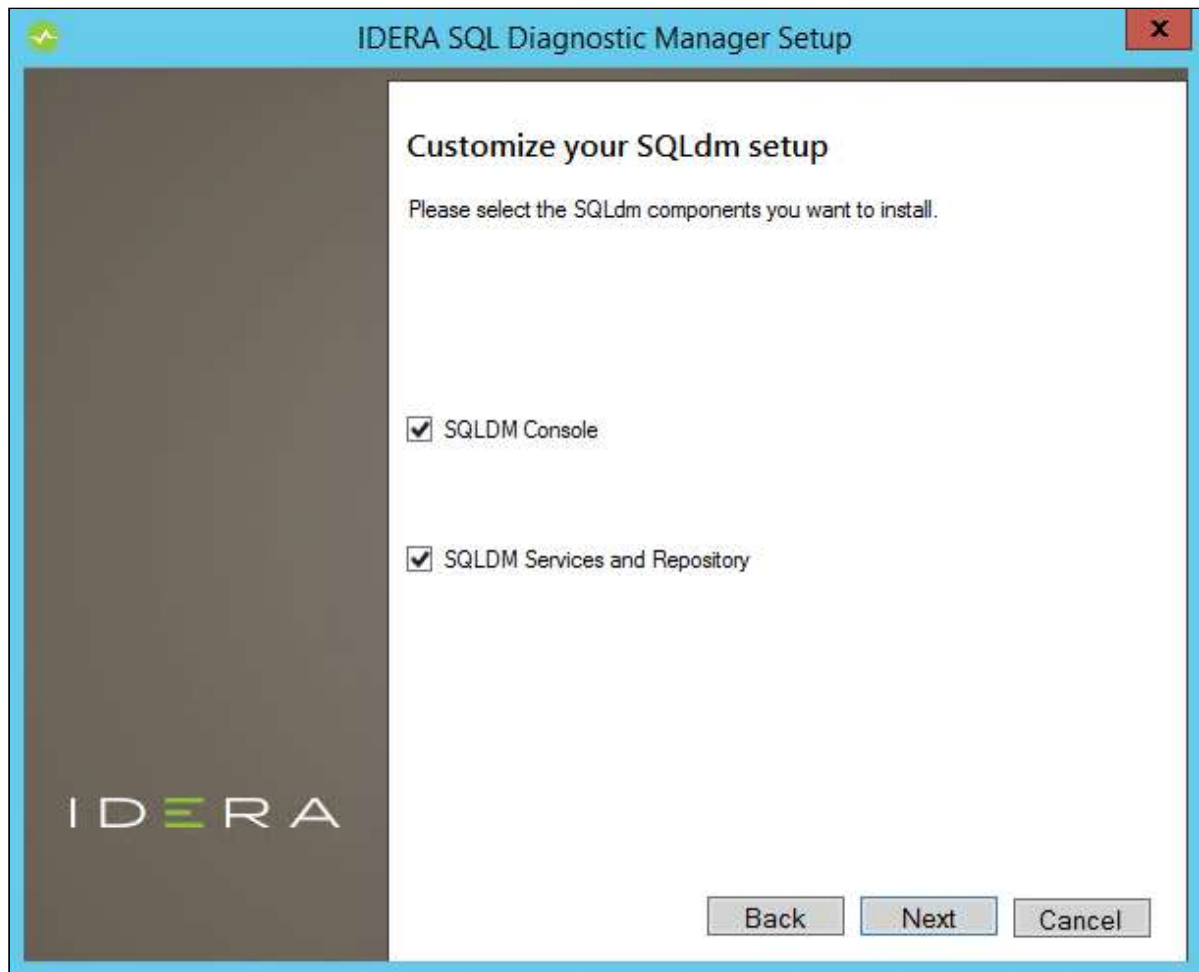 IDERA SQL Diagnostic Manager Setup
x
Customize your SQLdm setup
Please select the SQLdm components you want to install.
SQLDM Console
SQLDM Services and Repository
IDERA
Back
Next
Cancel